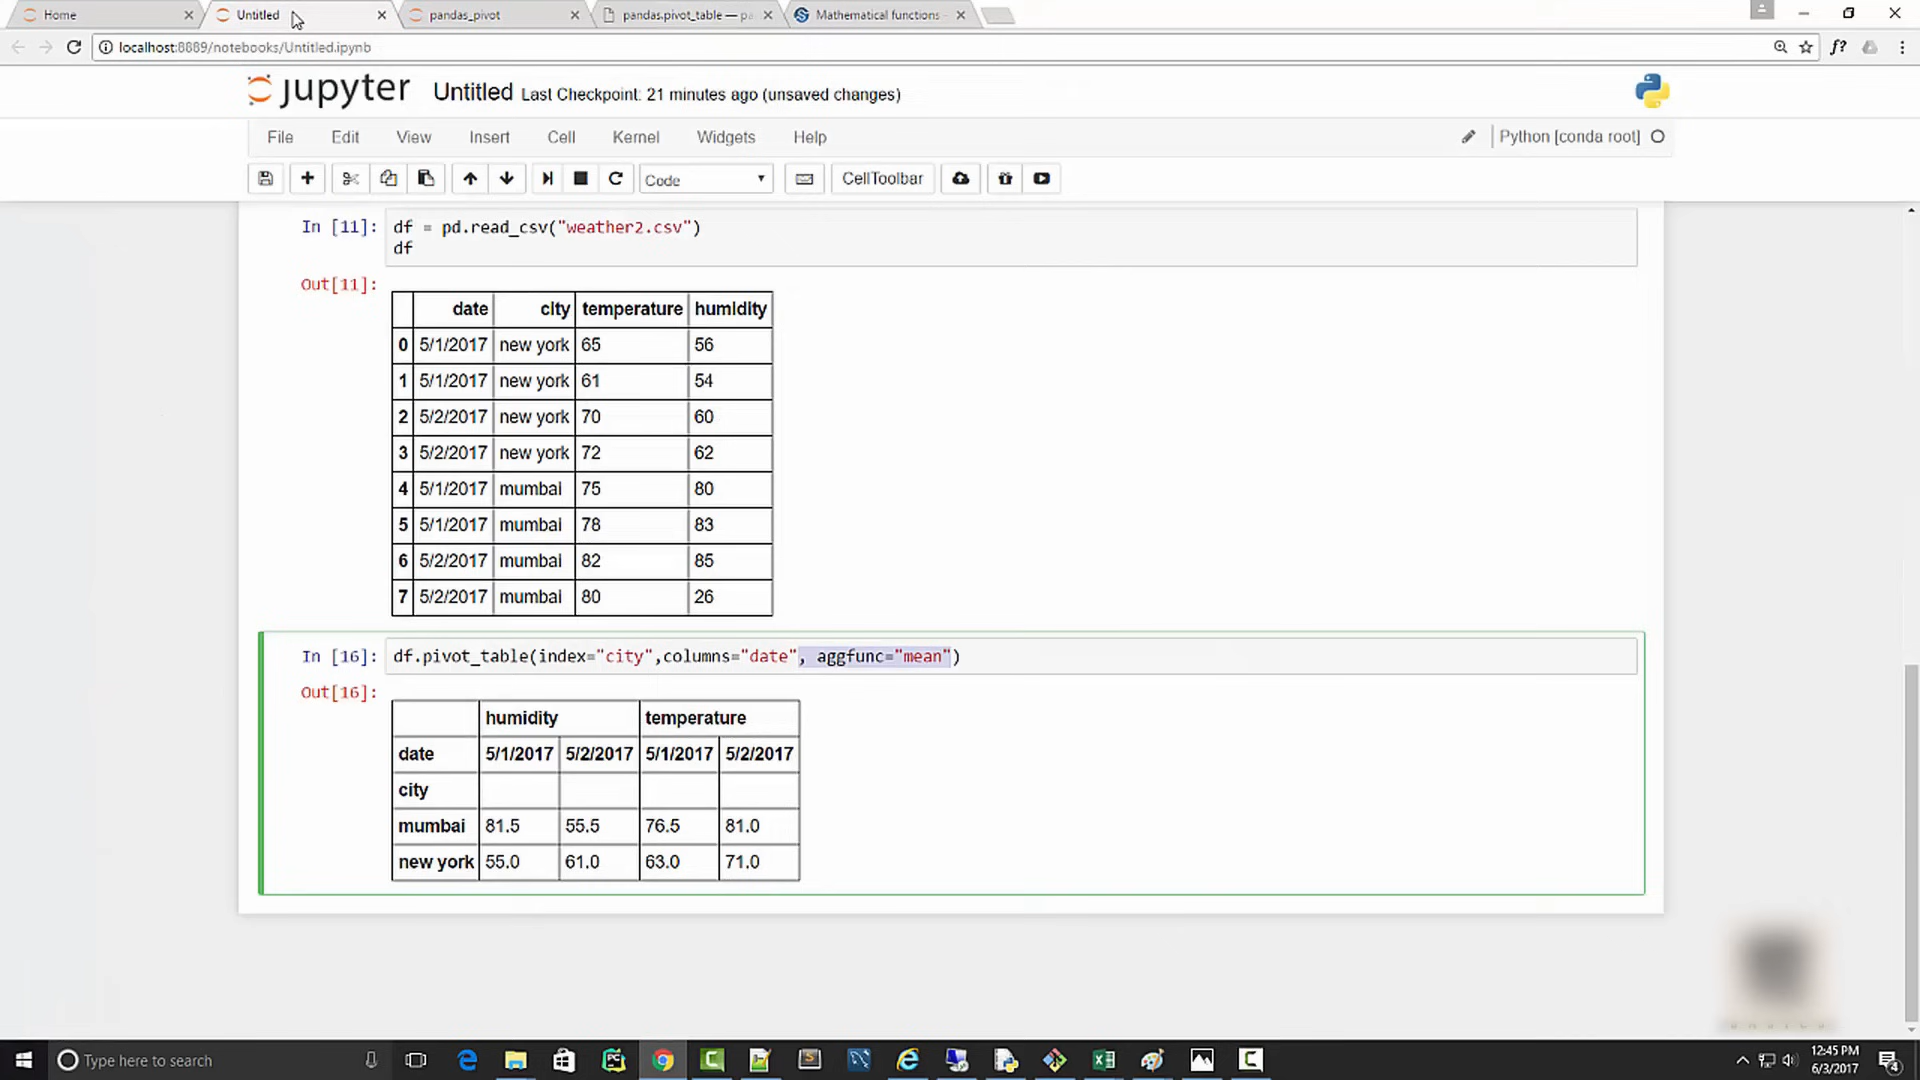 Home
Untitled
pandas_pivot
pandas.pivot_table — pa
Mathematical functions
localhost:8889/notebooks/Untitled.ipynb
f?
jupyter Untitled Last Checkpoint: 21 minutes ago (unsaved changes)
File Edit View Insert Cell Kernel Widgets Help
Python [conda root]
Code CellToolbar
In [11]: df = pd.read_csv("weather2.csv")
df
Out[11]:
date city temperature humidity
0 5/1/2017 new york 65 56
1 5/1/2017 new york 61 54
2 5/2/2017 new york 70 60
3 5/2/2017 new york 72 62
4 5/1/2017 mumbai 75 80
5 5/1/2017 mumbai 78 83
6 5/2/2017 mumbai 82 85
7 5/2/2017 mumbai 80 26
In [16]: df.pivot_table(index="city",columns="date", aggfunc="mean")
Out[16]:
humidity temperature
date 5/1/2017 5/2/2017 5/1/2017 5/2/2017
city
mumbai 81.5 55.5 76.5 81.0
new york 55.0 61.0 63.0 71.0
Type here to search
12:45 PM
6/3/2017
4